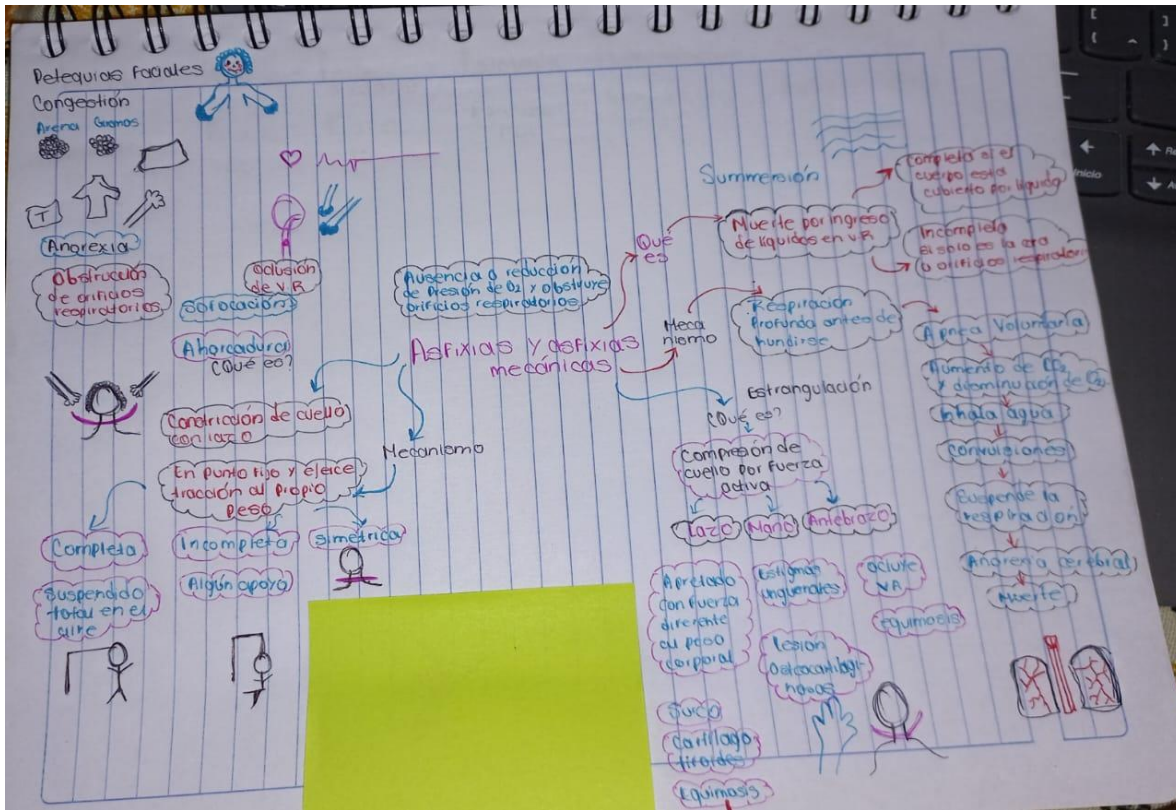 Petequias Faciales
Congestión
Arena
Granos
T
Anorexia
Obstrucción
de orificios
respiratorios
Oclusión
de V.R
Sofocación
Ahorcadura
¿Qué es?
Constricción de cuello
con lazo
En punto fijo y ejerce
tracción al propio
peso
Completa
Suspendido
total en el
aire
Incompleta
Algún apoyo
Simétrica
Mecanismo
Ausencia o reducción
de presión de O2 y obstruye
orificios respiratorios
Asfixias y asfixias
mecánicas
Qué
es
Summersión
Muerte por ingreso
de líquidos en V.R
Completa si el
cuerpo esta
cubierto por líquido
Incompleta
si solo es la cara
u orificios respiratorio
Meca
nismo
Respiración
profunda antes de
hundirse
Apnea Voluntaria
Aumento de CO2
y disminución de O2
Inhala agua
Convulsiones
Suspende la
respiración
Anorexia cerebral
Muerte
Estrangulación
¿Qué es?
Compresión de
cuello por fuerza
activa
Lazo
Mano
Antebrazo
Apretado
con fuerza
diferente
al peso
corporal
Surco
Cartílago
tiroides
Equimosis
Estigmas
ungueales
Lesión
Osteocartilagi
nosas
Ocluye
VA
Equimosis
Inicio